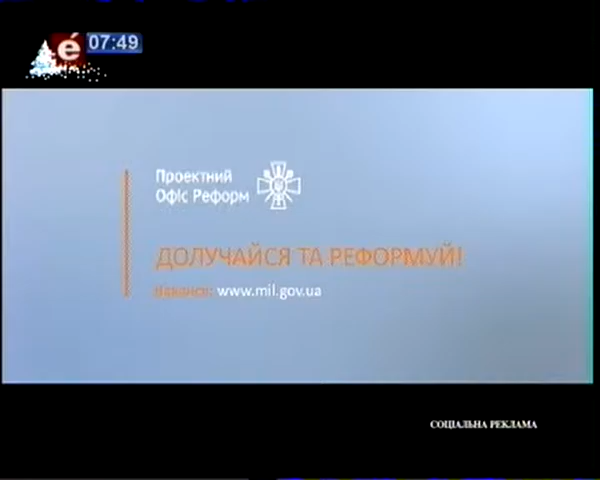 é 07:49
Проектний
Офіс Реформ
ДОЛУЧАЙСЯ ТА РЕФОРМУЙ!
Вакансії: www.mil.gov.ua
СОЦІАЛЬНА РЕКЛАМА